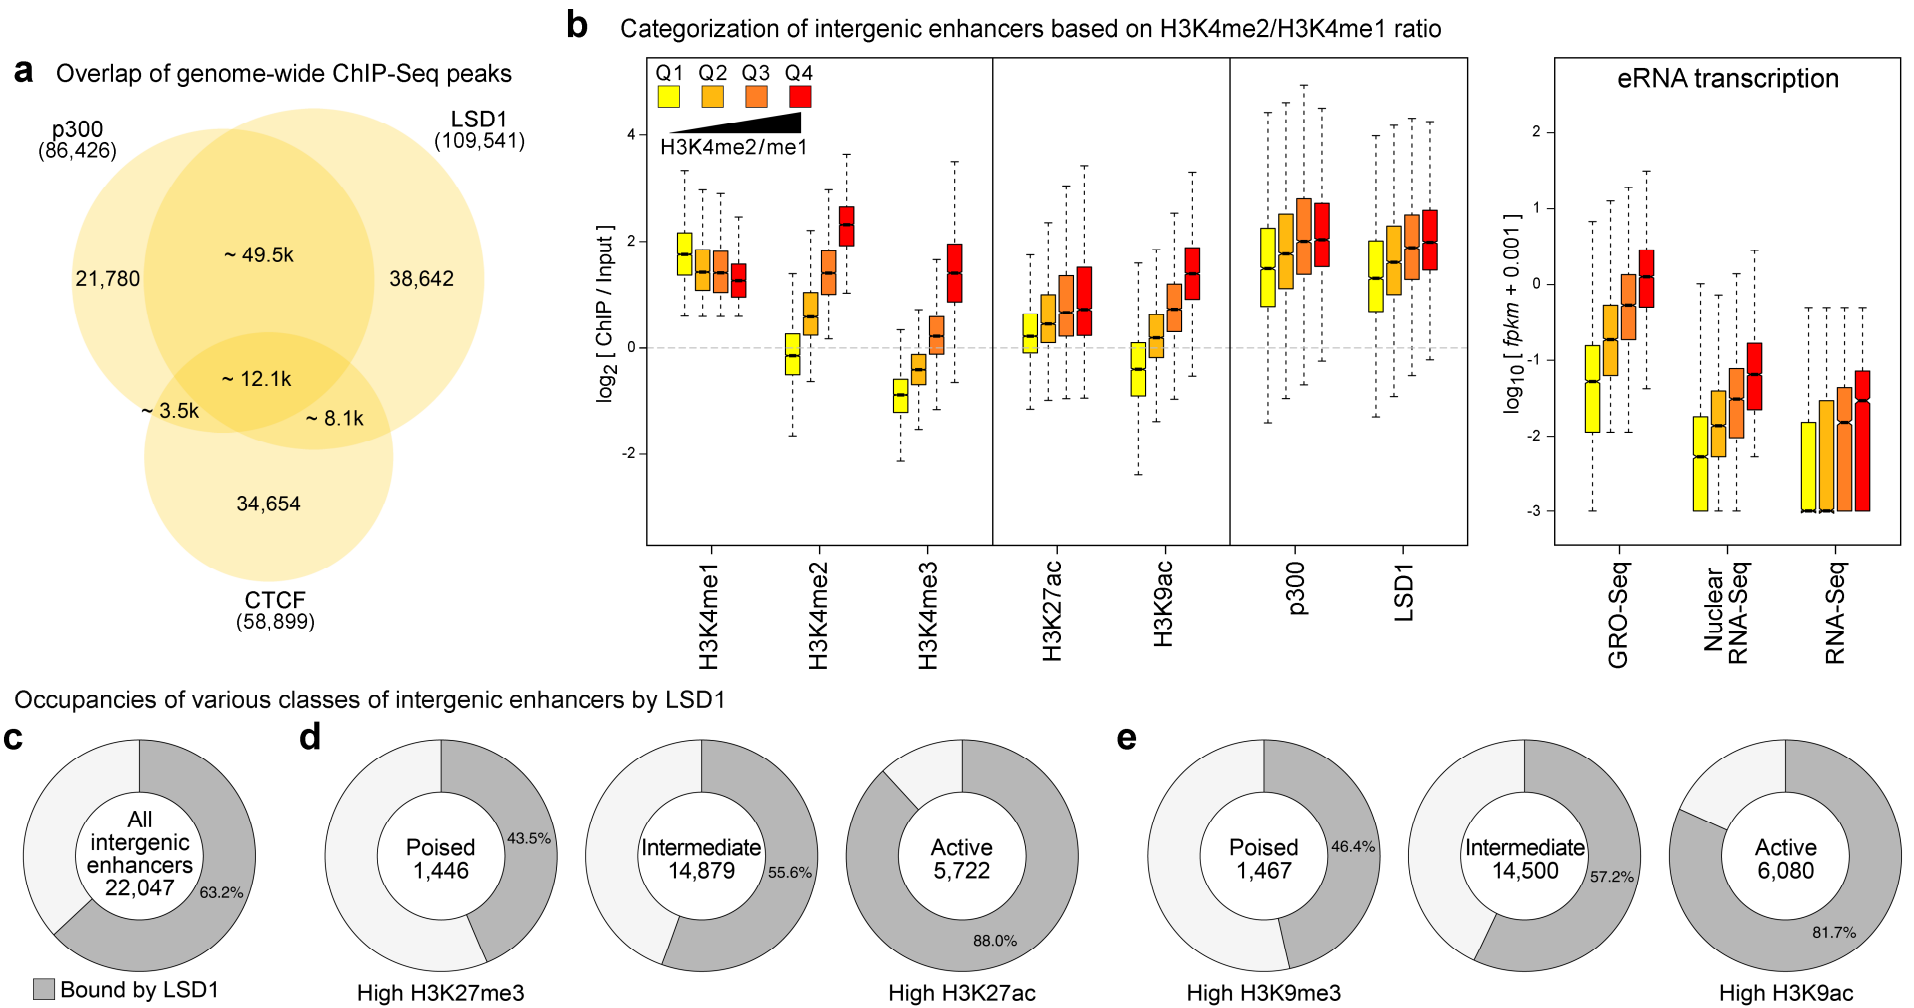 a Overlap of genome-wide ChIP-Seq peaks
p300
(86,426)
LSD1
(109,541)
~ 49.5k
21,780
38,642
~ 12.1k
~ 3.5k
~ 8.1k
34,654
CTCF
(58,899)
b Categorization of intergenic enhancers based on H3K4me2/H3K4me1 ratio
Q1 Q2 Q3 Q4
H3K4me2/me1
log2 [ ChIP / Input ]
4
2
0
-2
H3K4me1
H3K4me2
H3K4me3
H3K27ac
H3K9ac
p300
LSD1
eRNA transcription
log10 [ fpkm + 0.001 ]
2
1
0
-1
-2
-3
GRO-Seq
Nuclear
RNA-Seq
RNA-Seq
Occupancies of various classes of intergenic enhancers by LSD1
c
All
intergenic
enhancers
22,047
63.2%
Bound by LSD1
d
Poised
1,446
43.5%
High H3K27me3
Intermediate
14,879
55.6%
Active
5,722
88.0%
High H3K27ac
e
Poised
1,467
46.4%
High H3K9me3
Intermediate
14,500
57.2%
Active
6,080
81.7%
High H3K9ac